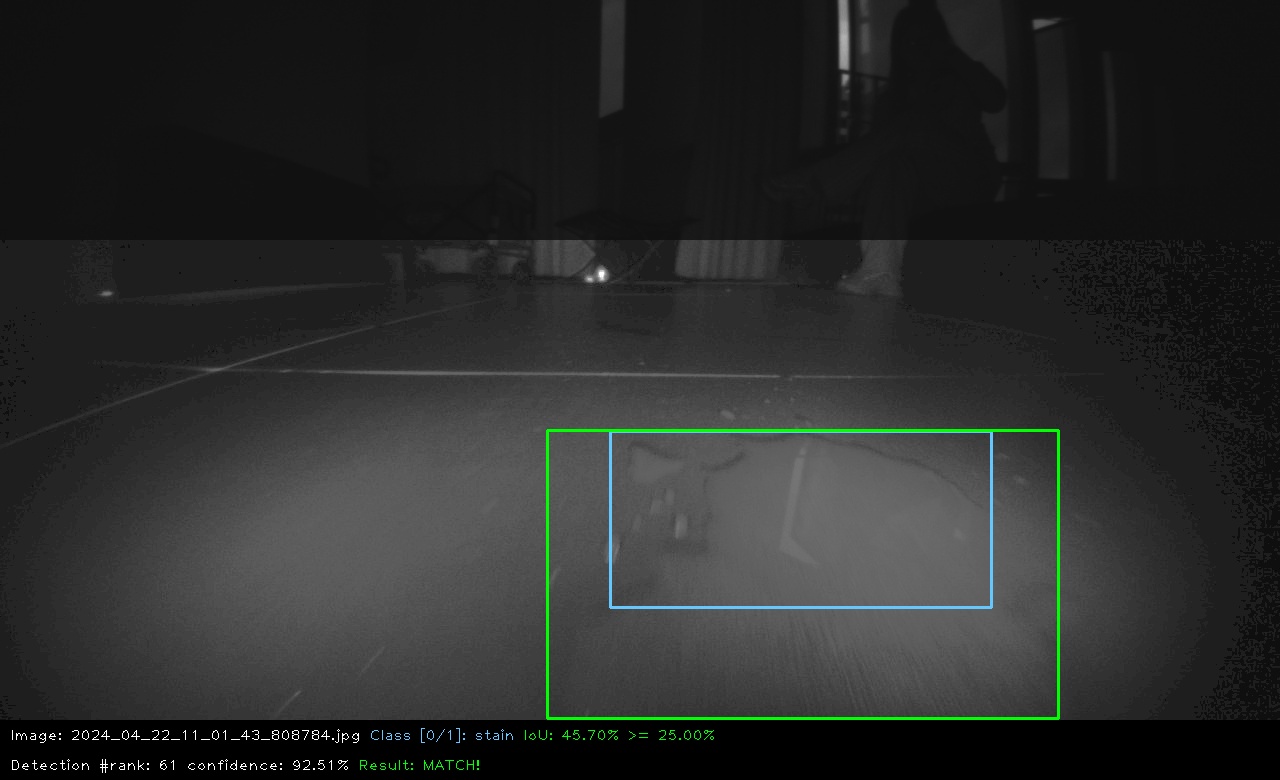 Image: 2024_04_22_11_01_43_808784.jpg Class [0/1]: stain IoU: 45.70% >= 25.00%
Detection #rank: 61 confidence: 92.51% Result: MATCH!